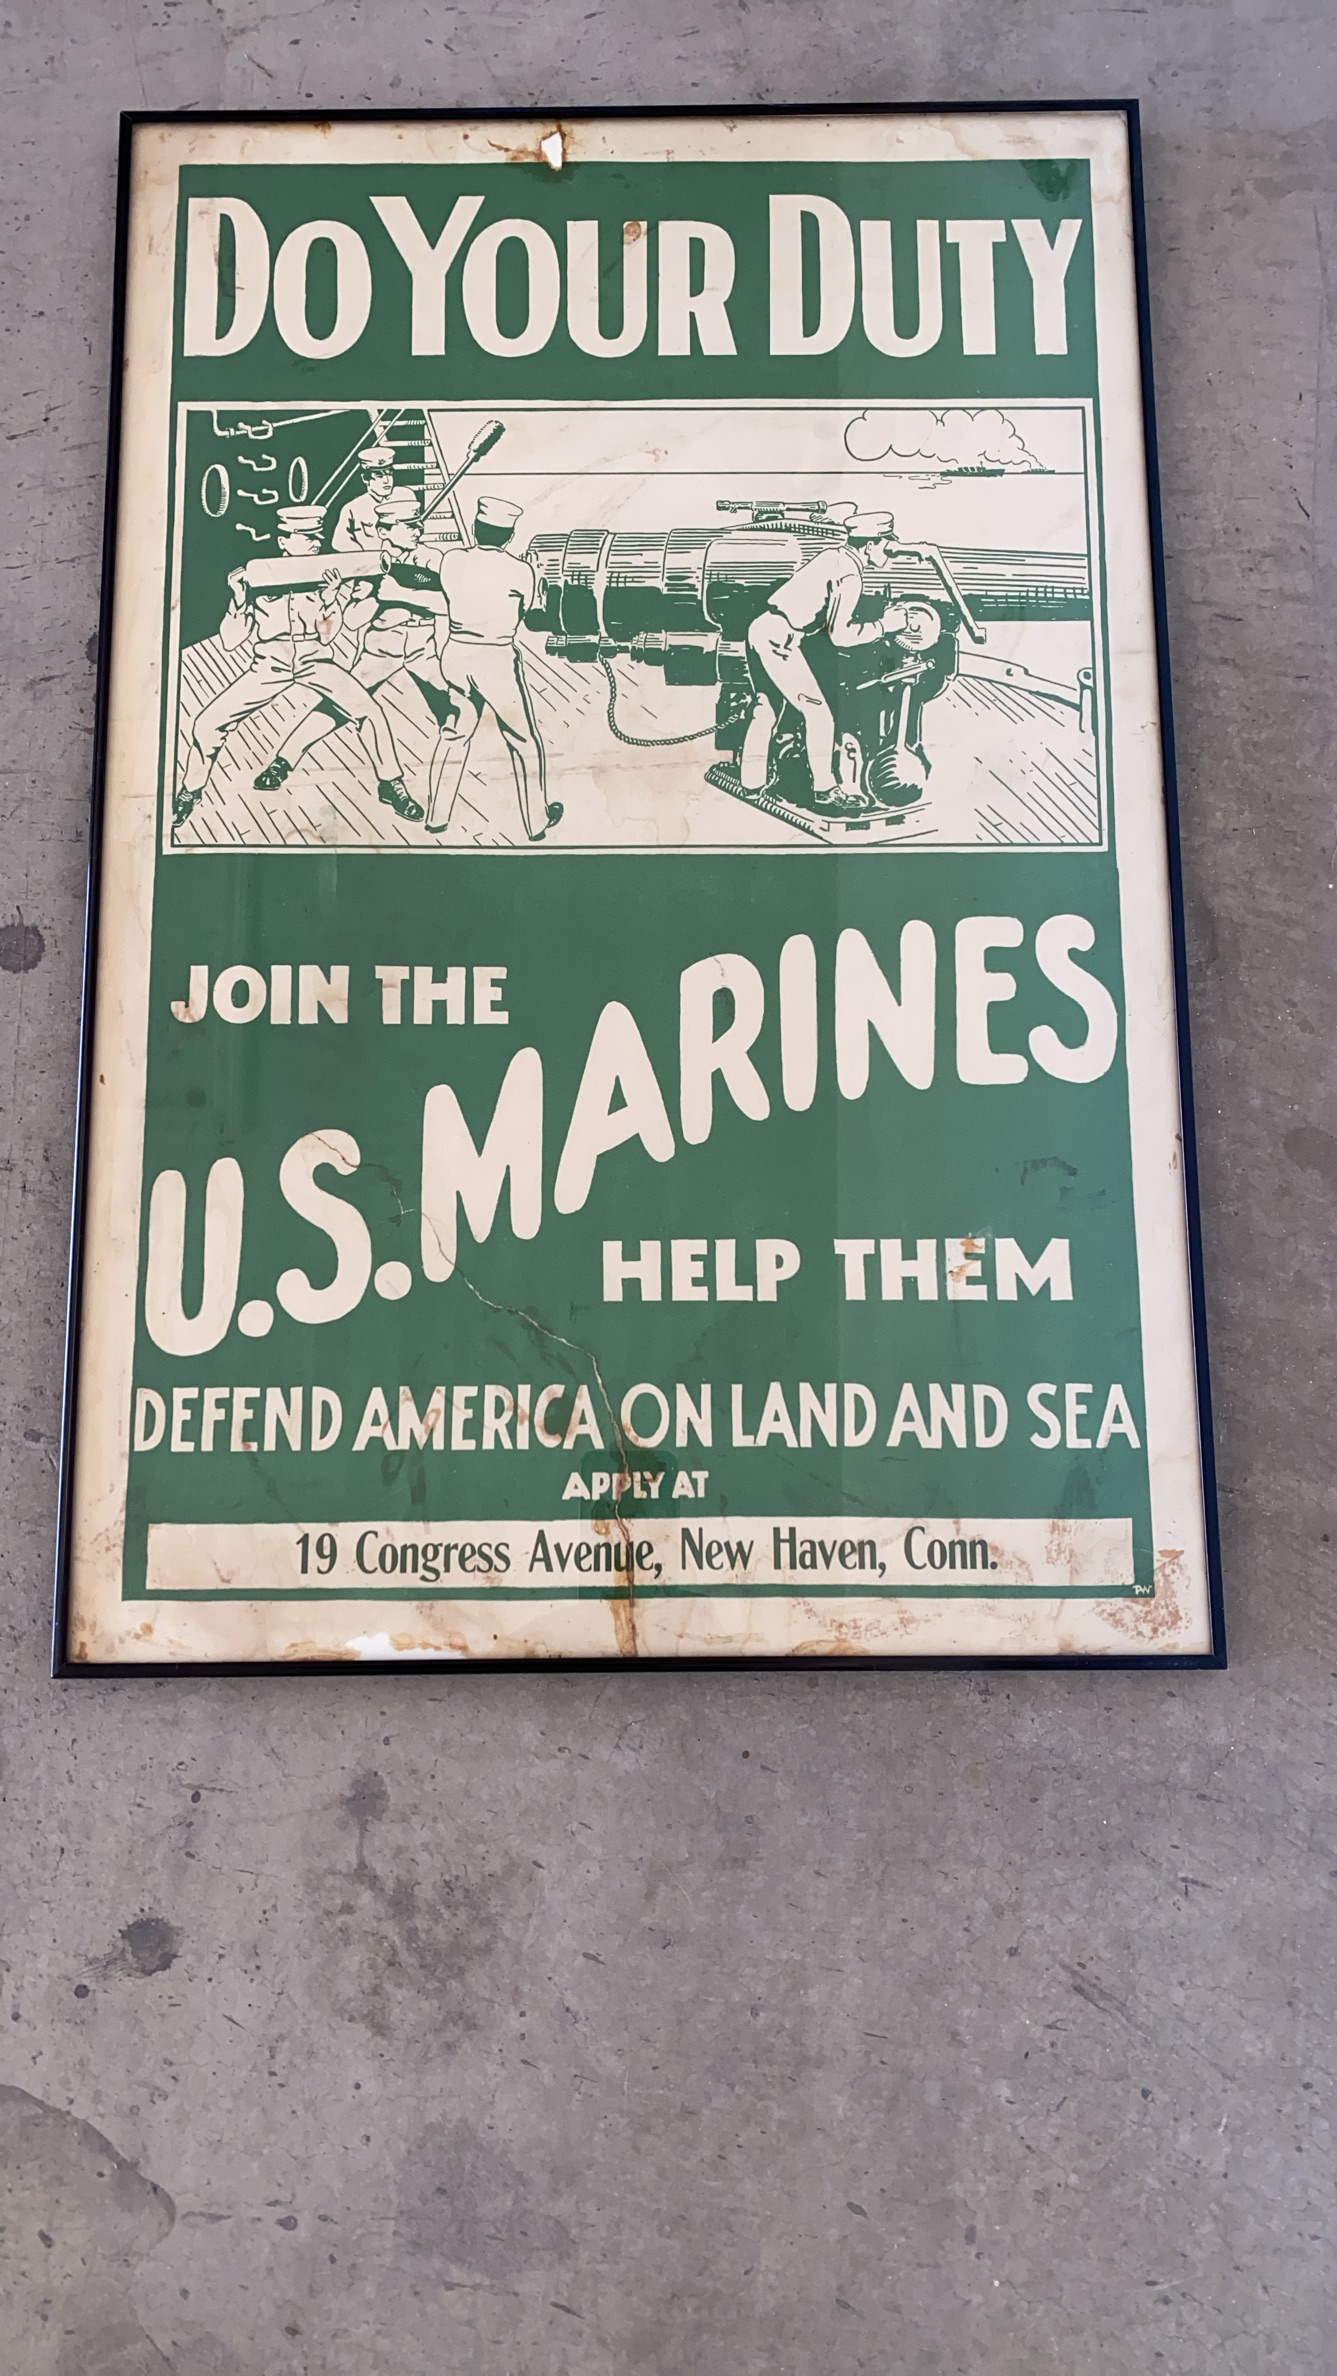 DO YOUR DUTY
JOIN THE
U.S. MARINES
HELP THEM
DEFEND AMERICA ON LAND AND SEA
APPLY AT
19 Congress Avenue, New Haven, Conn.